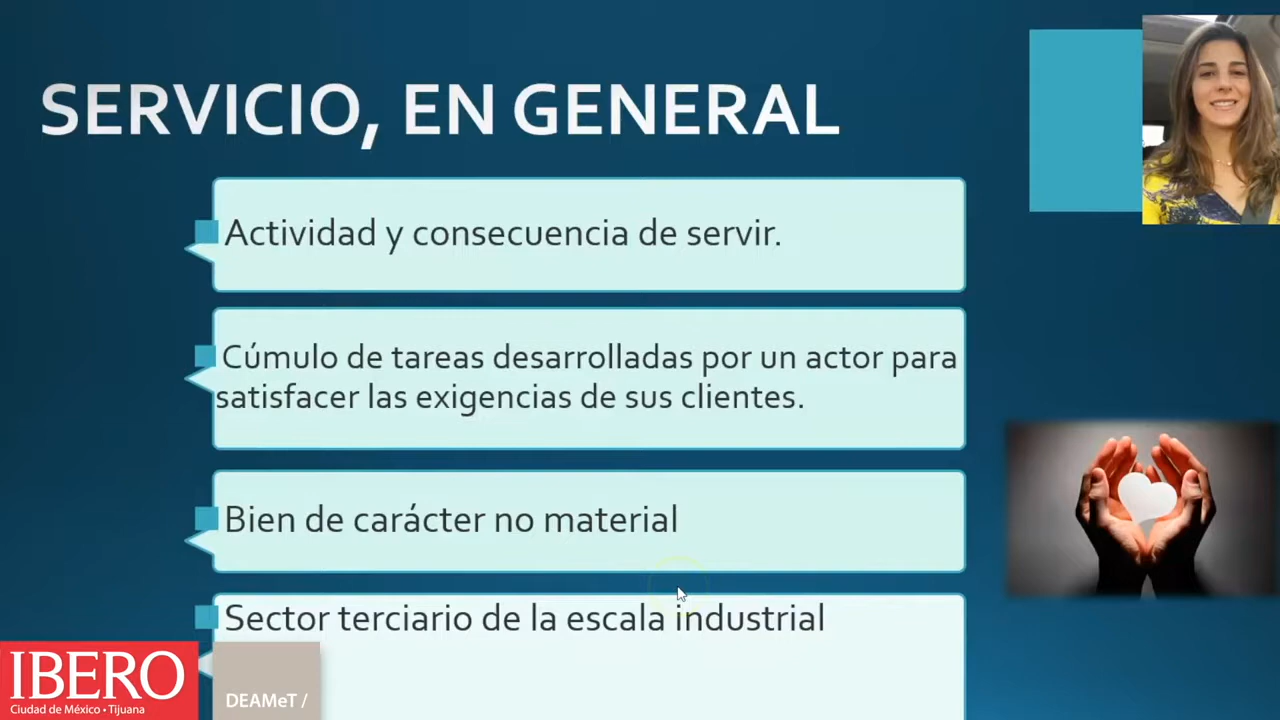 SERVICIO, EN GENERAL
Actividad y consecuencia de servir.
Cúmulo de tareas desarrolladas por un actor para
satisfacer las exigencias de sus clientes.
Bien de carácter no material
Sector terciario de la escala industrial
IBERO
Ciudad de México • Tijuana
DEAMeT /